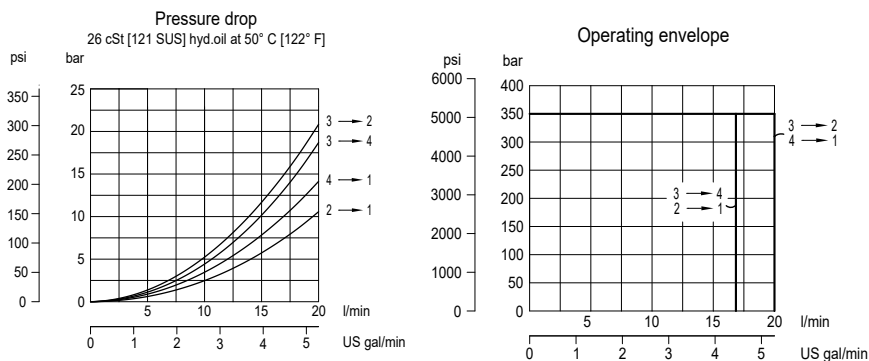 Pressure drop
26 cSt [121 SUS] hyd.oil at 50° C [122° F]
psi
bar
350
300
250
200
150
100
50
0
25
20
15
10
5
0
3 → 2
3 → 4
4 → 1
2 → 1
5 10 15 20 l/min
0 1 2 3 4 5 US gal/min
Operating envelope
psi
bar
6000
5000
4000
3000
2000
1000
0
400
350
300
250
200
150
100
50
0
3 → 2
4 → 1
3 → 4
2 → 1
5 10 15 20 l/min
0 1 2 3 4 5 US gal/min